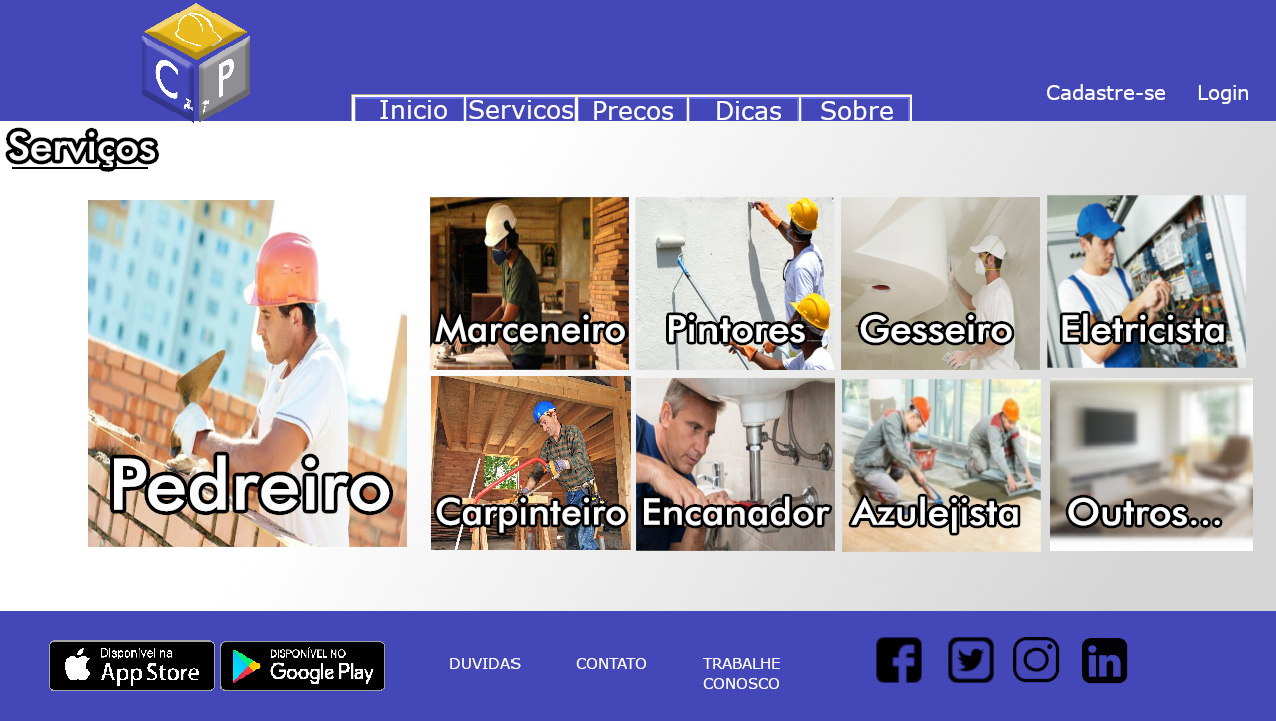 C P
Cadastre-se Login
Inicio Servicos Precos Dicas Sobre
Serviços
Marceneiro Pintores Gesseiro Eletricista
Pedreiro
Carpinteiro Encanador Azulejista Outros...
Disponível na
App Store
DISPONÍVEL NO
Google Play
DUVIDAS CONTATO TRABALHE
CONOSCO
f
in